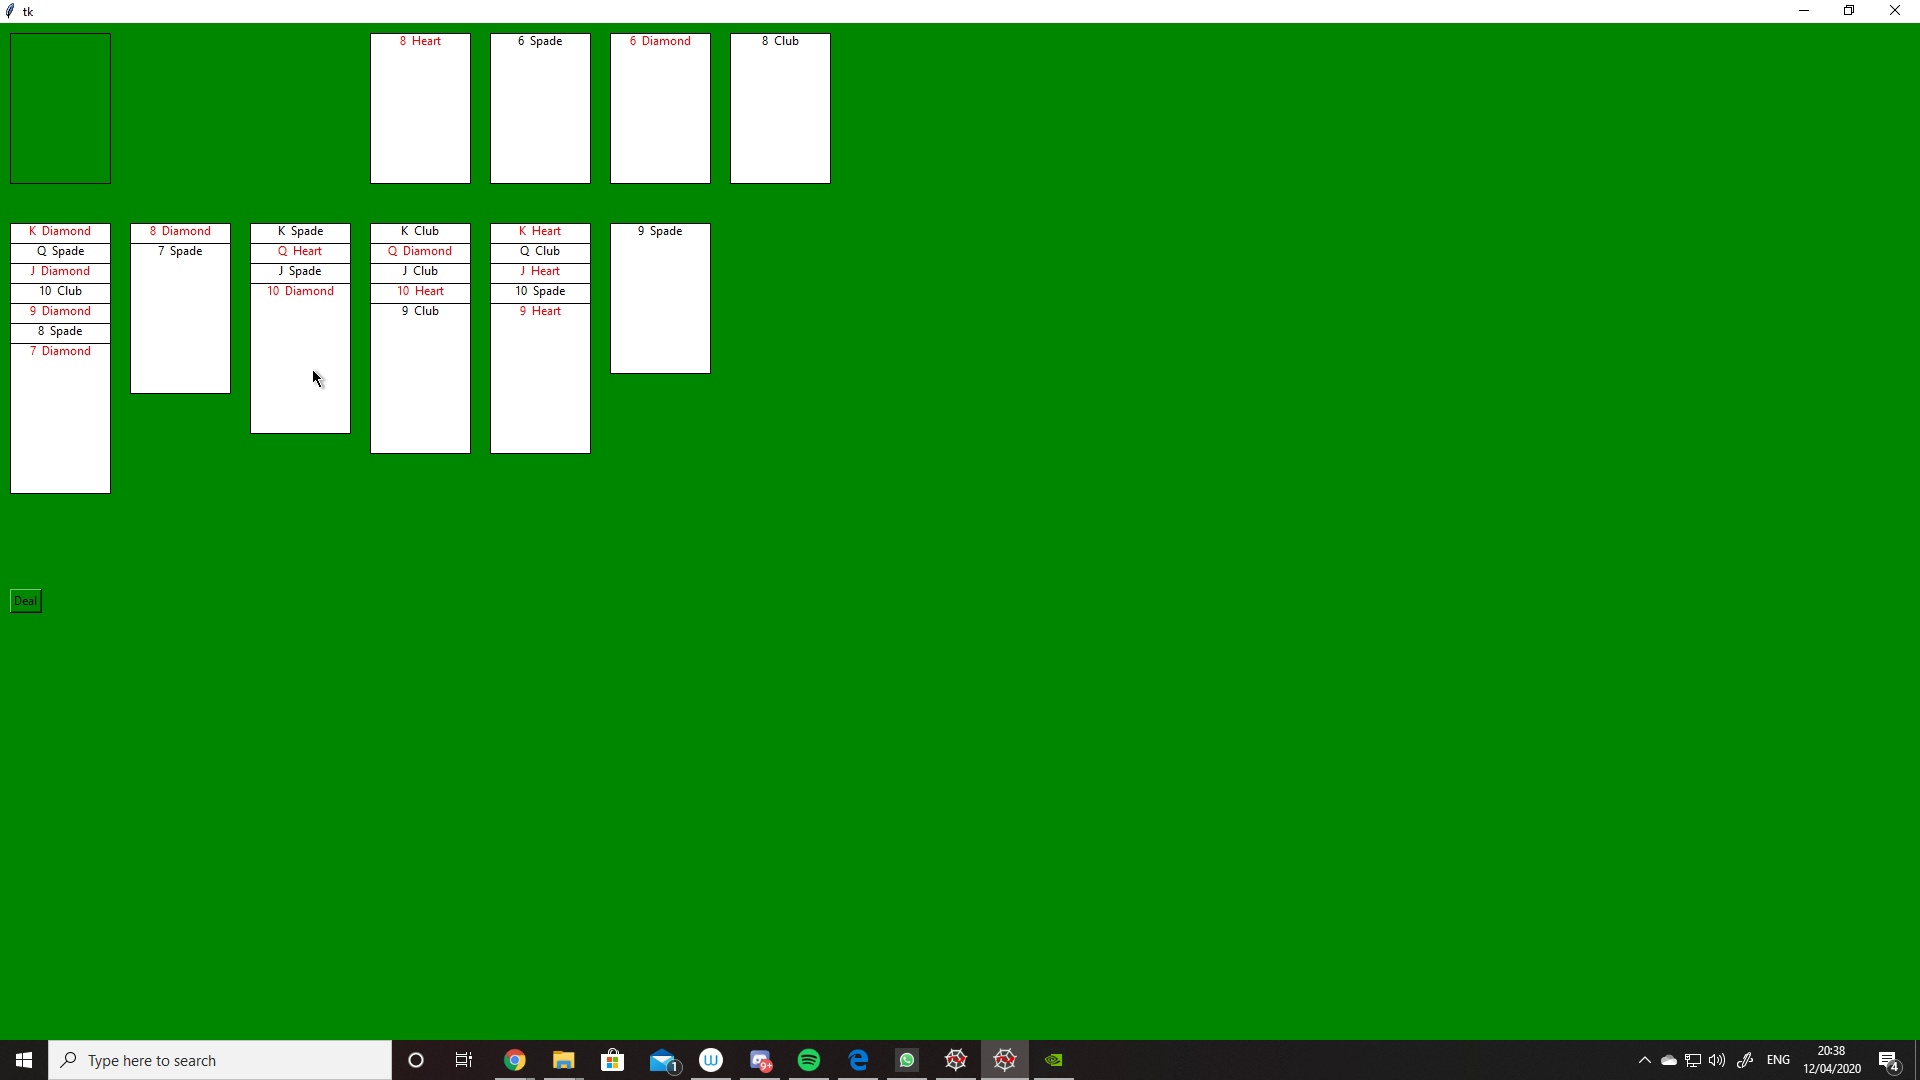 tk
8 Heart
6 Spade
6 Diamond
8 Club
K Diamond
Q Spade
J Diamond
10 Club
9 Diamond
8 Spade
7 Diamond
8 Diamond
7 Spade
K Spade
Q Heart
J Spade
10 Diamond
K Club
Q Diamond
J Club
10 Heart
9 Club
K Heart
Q Club
J Heart
10 Spade
9 Heart
9 Spade
Deal
Type here to search
1
W
9+
ENG
20:38
12/04/2020
4